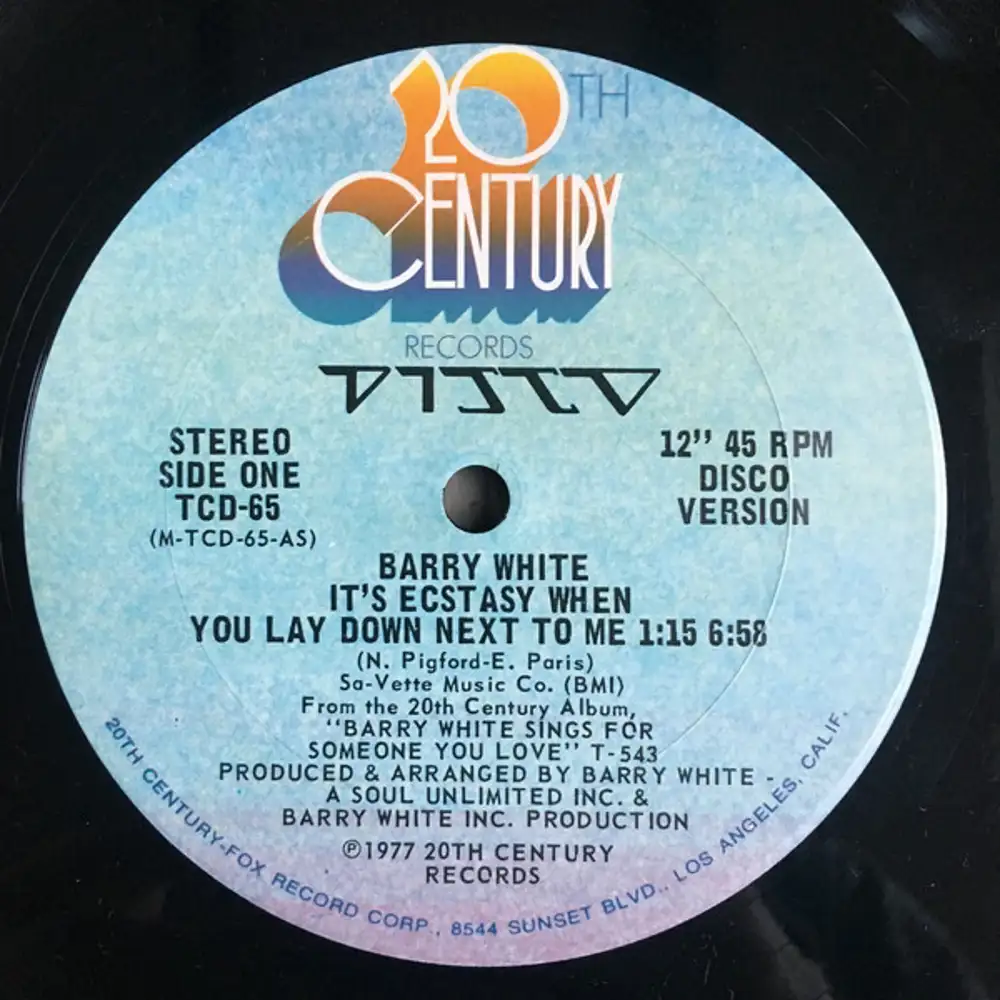 20TH
CENTURY
RECORDS
DISCO
STEREO
SIDE ONE
TCD-65
(M-TCD-65-AS)
12" 45 RPM
DISCO
VERSION
BARRY WHITE
IT'S ECSTASY WHEN
YOU LAY DOWN NEXT TO ME 1:15 6:58
(N. Pigford-E. Paris)
Sa-Vette Music Co. (BMI)
From the 20th Century Album,
"BARRY WHITE SINGS FOR
SOMEONE YOU LOVE" T-543
PRODUCED & ARRANGED BY BARRY WHITE -
A SOUL UNLIMITED INC. &
BARRY WHITE INC. PRODUCTION
℗1977 20TH CENTURY
RECORDS
20TH CENTURY-FOX RECORD CORP., 8544 SUNSET BLVD., LOS ANGELES, CALIF.